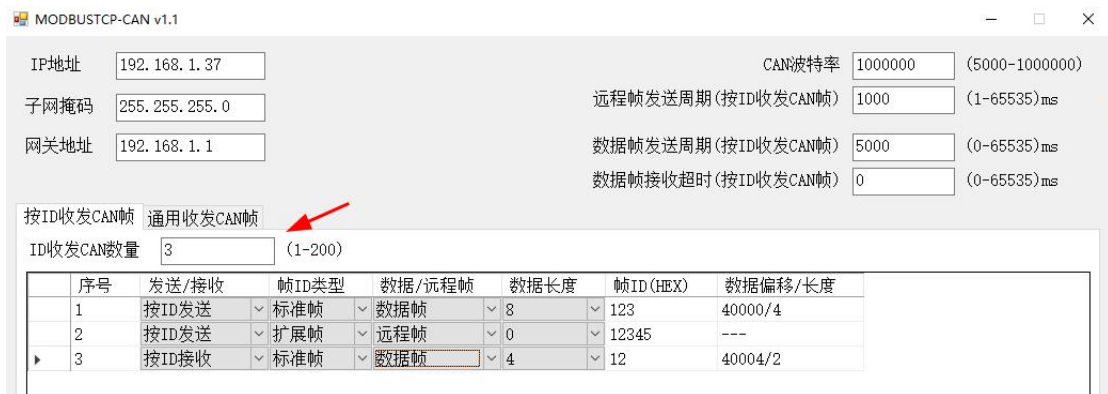 MODBUSTCP-CAN v1.1
IP地址 192.168.1.37 CAN波特率 1000000 (5000-1000000)
子网掩码 255.255.255.0 远程帧发送周期(按ID收发CAN帧) 1000 (1-65535)ms
网关地址 192.168.1.1 数据帧发送周期(按ID收发CAN帧) 5000 (0-65535)ms
数据帧接收超时(按ID收发CAN帧) 0 (0-65535)ms
按ID收发CAN帧 通用收发CAN帧
ID收发CAN数量 3 (1-200)
序号 发送/接收 帧ID类型 数据/远程帧 数据长度 帧ID(HEX) 数据偏移/长度
1 按ID发送 标准帧 数据帧 8 123 40000/4
2 按ID发送 扩展帧 远程帧 0 12345 ---
3 按ID接收 标准帧 数据帧 4 12 40004/2